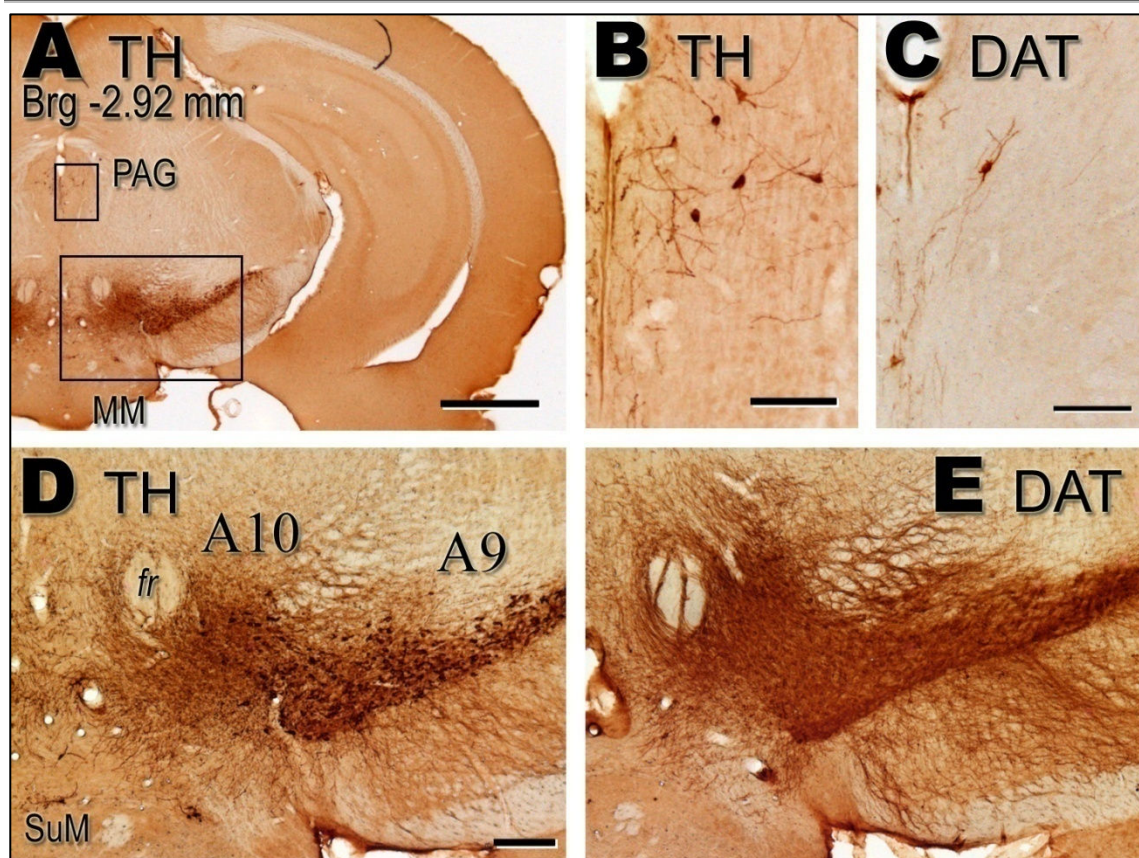 A TH
Brg -2.92 mm
PAG
MM
B TH
C DAT
D TH
A10
A9
fr
SuM
E DAT